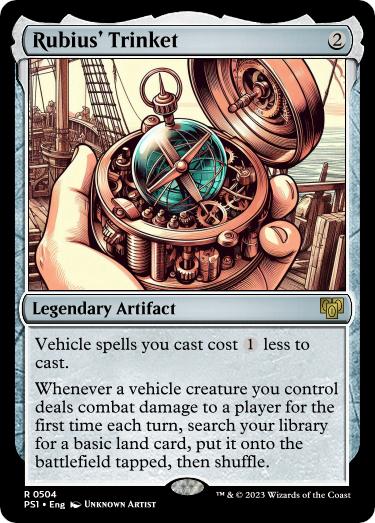 Rubius' Trinket 2
Legendary Artifact
Vehicle spells you cast cost 1 less to
cast.
Whenever a vehicle creature you control
deals combat damage to a player for the
first time each turn, search your library
for a basic land card, put it onto the
battlefield tapped, then shuffle.
R 0504
PS1 • Eng Unknown Artist
™ & © 2023 Wizards of the Coast